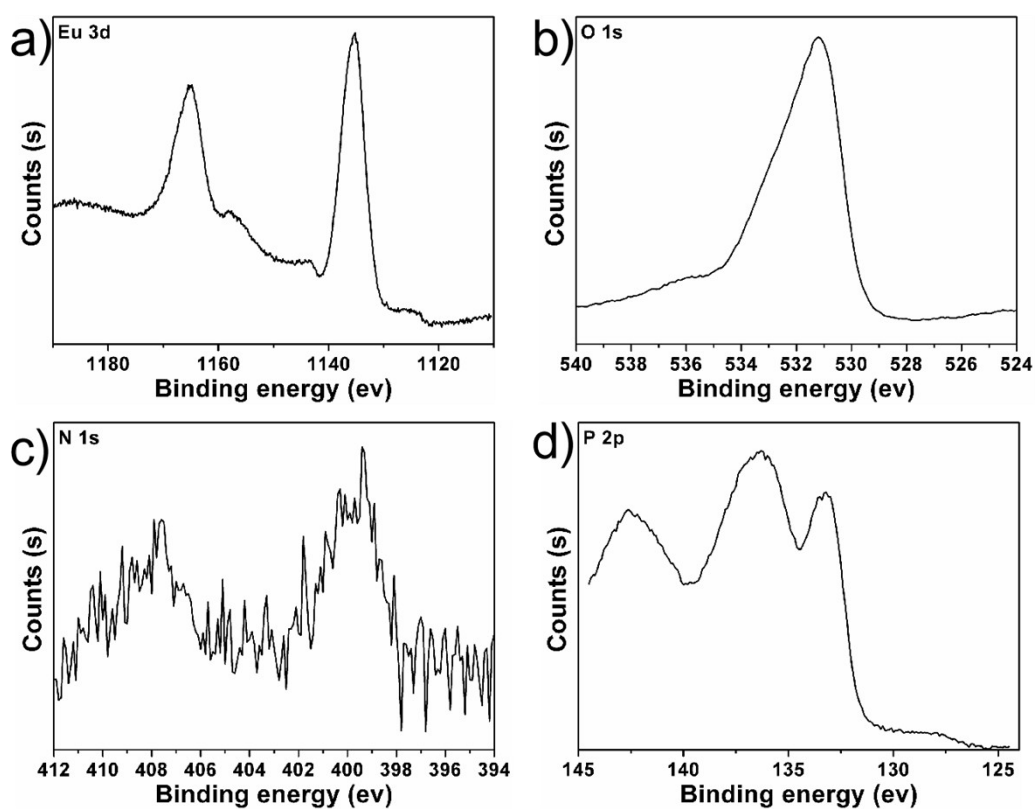 a) Eu 3d
Counts (s)
1180 1160 1140 1120
Binding energy (ev)
b) O 1s
Counts (s)
540 538 536 534 532 530 528 526 524
Binding energy (ev)
c) N 1s
Counts (s)
412 410 408 406 404 402 400 398 396 394
Binding energy (ev)
d) P 2p
Counts (s)
145 140 135 130 125
Binding energy (ev)